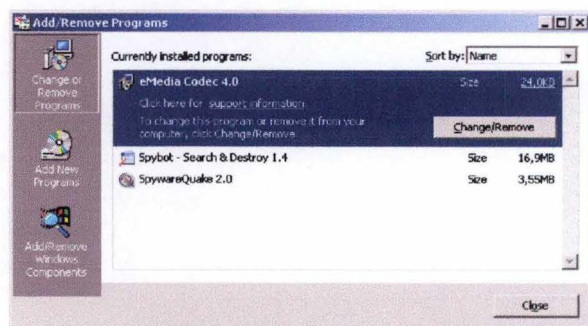 Add/Remove Programs
Change or
Remove
Programs
Add New
Programs
Add/Remove
Windows
Components
Currently installed programs:
Sort by: Name
eMedia Codec 4.0 Size 24,0KB
Click here for support information.
To change this program or remove it from your
computer, click Change/Remove.
Change/Remove
Spybot - Search & Destroy 1.4 Size 16,9MB
SpywareQuake 2.0 Size 3,55MB
Close